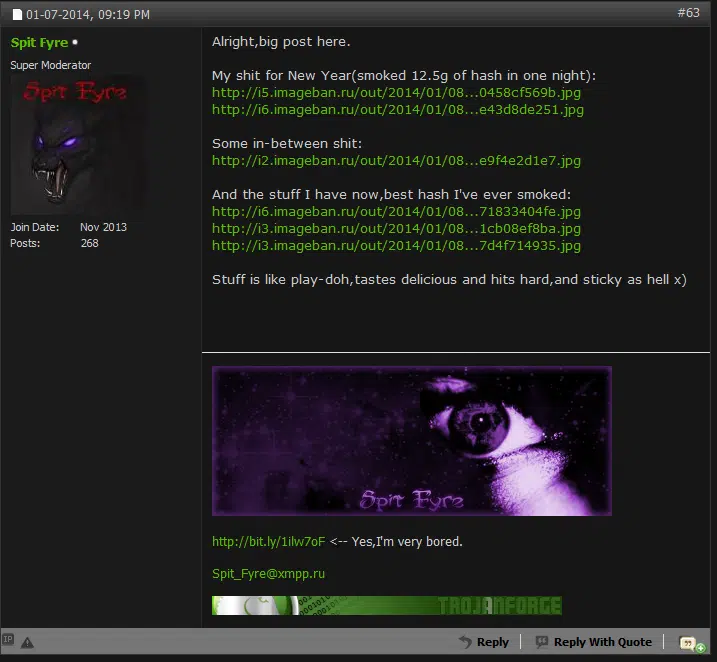 01-07-2014, 09:19 PM
#63
Spit Fyre
Super Moderator
Spit Fyre
Join Date: Nov 2013
Posts: 268
Alright,big post here.
My shit for New Year(smoked 12.5g of hash in one night):
http://i5.imageban.ru/out/2014/01/08...0458cf569b.jpg
http://i6.imageban.ru/out/2014/01/08...e43d8de251.jpg
Some in-between shit:
http://i2.imageban.ru/out/2014/01/08...e9f4e2d1e7.jpg
And the stuff I have now,best hash I've ever smoked:
http://i6.imageban.ru/out/2014/01/08...71833404fe.jpg
http://i3.imageban.ru/out/2014/01/08...1cb08ef8ba.jpg
http://i3.imageban.ru/out/2014/01/08...7d4f714935.jpg
Stuff is like play-doh,tastes delicious and hits hard,and sticky as hell x)
Spit Fyre
http://bit.ly/1ilw7oF <-- Yes,I'm very bored.
Spit_Fyre@xmpp.ru
TROJANFORGE
IP
Reply
Reply With Quote